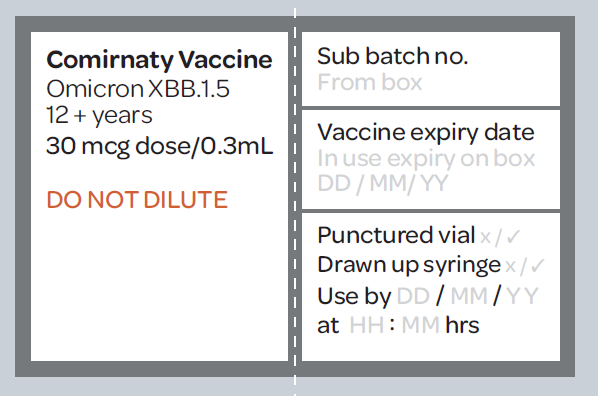 Comirnaty Vaccine
Omicron XBB.1.5
12 + years
30 mcg dose/0.3mL
DO NOT DILUTE
Sub batch no.
From box
Vaccine expiry date
In use expiry on box
DD / MM/ YY
Punctured vial x / ✓
Drawn up syringe x / ✓
Use by DD / MM / YY
at HH : MM hrs